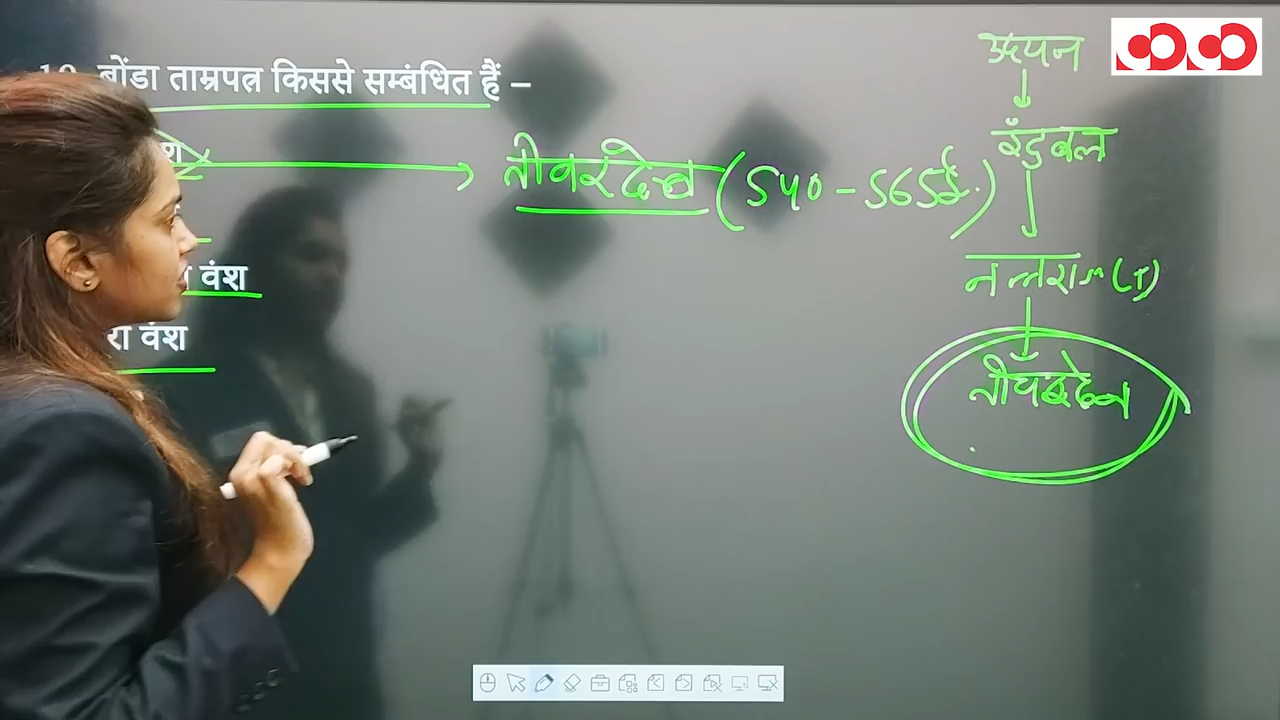 बोंडा ताम्रपत्र किससे सम्बंधित हैं –
तीवरदेव (540-565ई.)
वंश
वंश
उदयन
↓
इंद्रबल
↓
नन्नराज (I)
↓
तीवरदेव